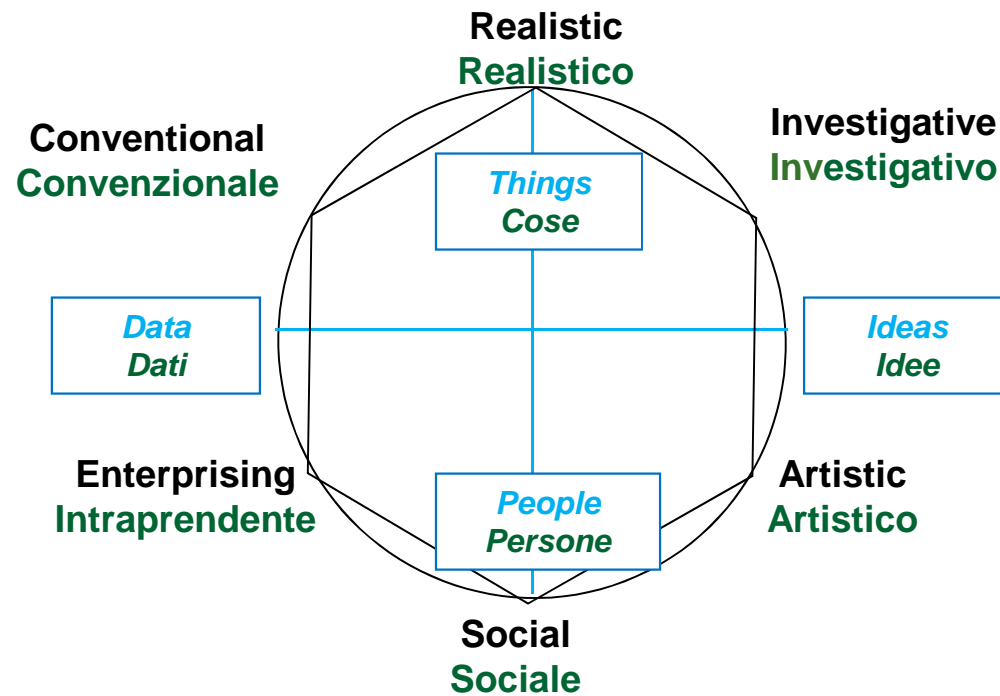 Realistic
Realistico
Conventional
Convenzionale
Investigative
Investigativo
Things
Cose
Data
Dati
Ideas
Idee
Enterprising
Intraprendente
People
Persone
Artistic
Artistico
Social
Sociale